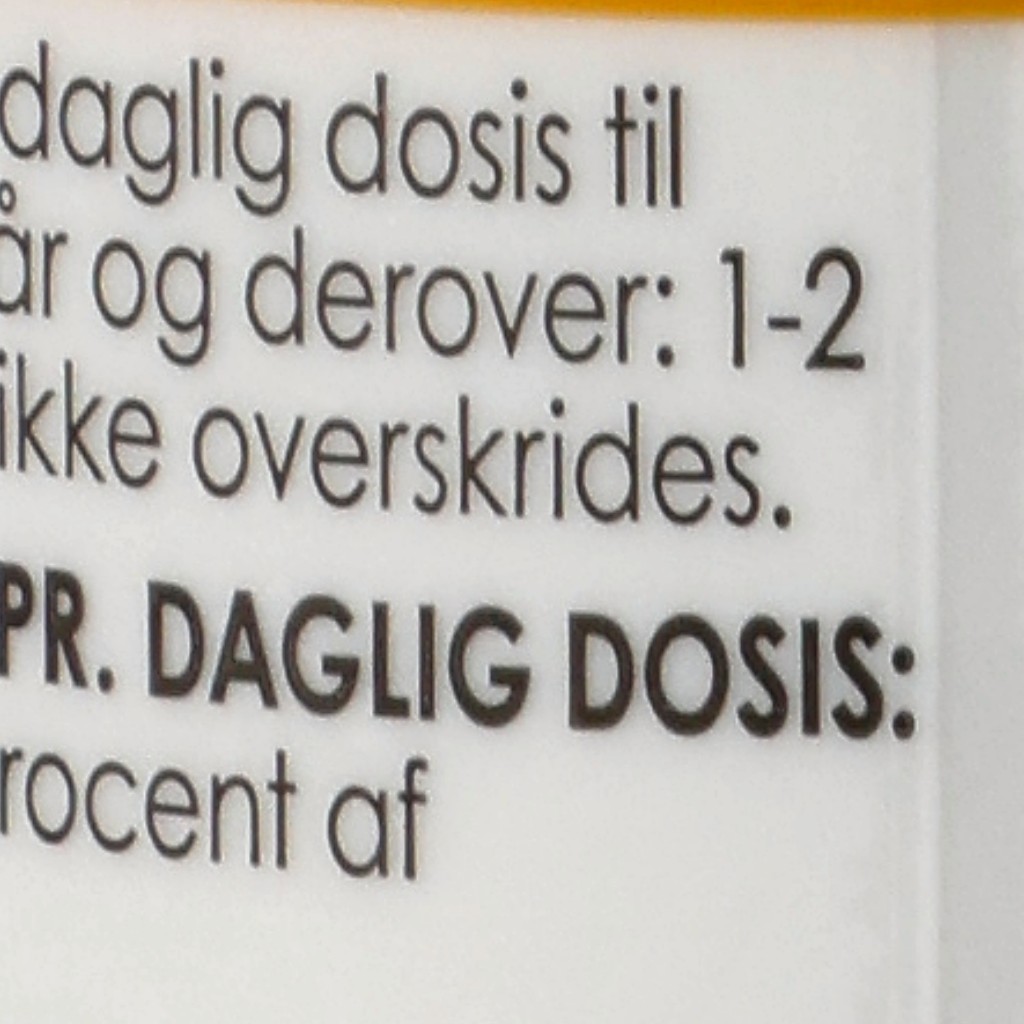 daglig dosis til
år og derover: 1-2
ikke overskrides.
PR. DAGLIG DOSIS:
rocent af